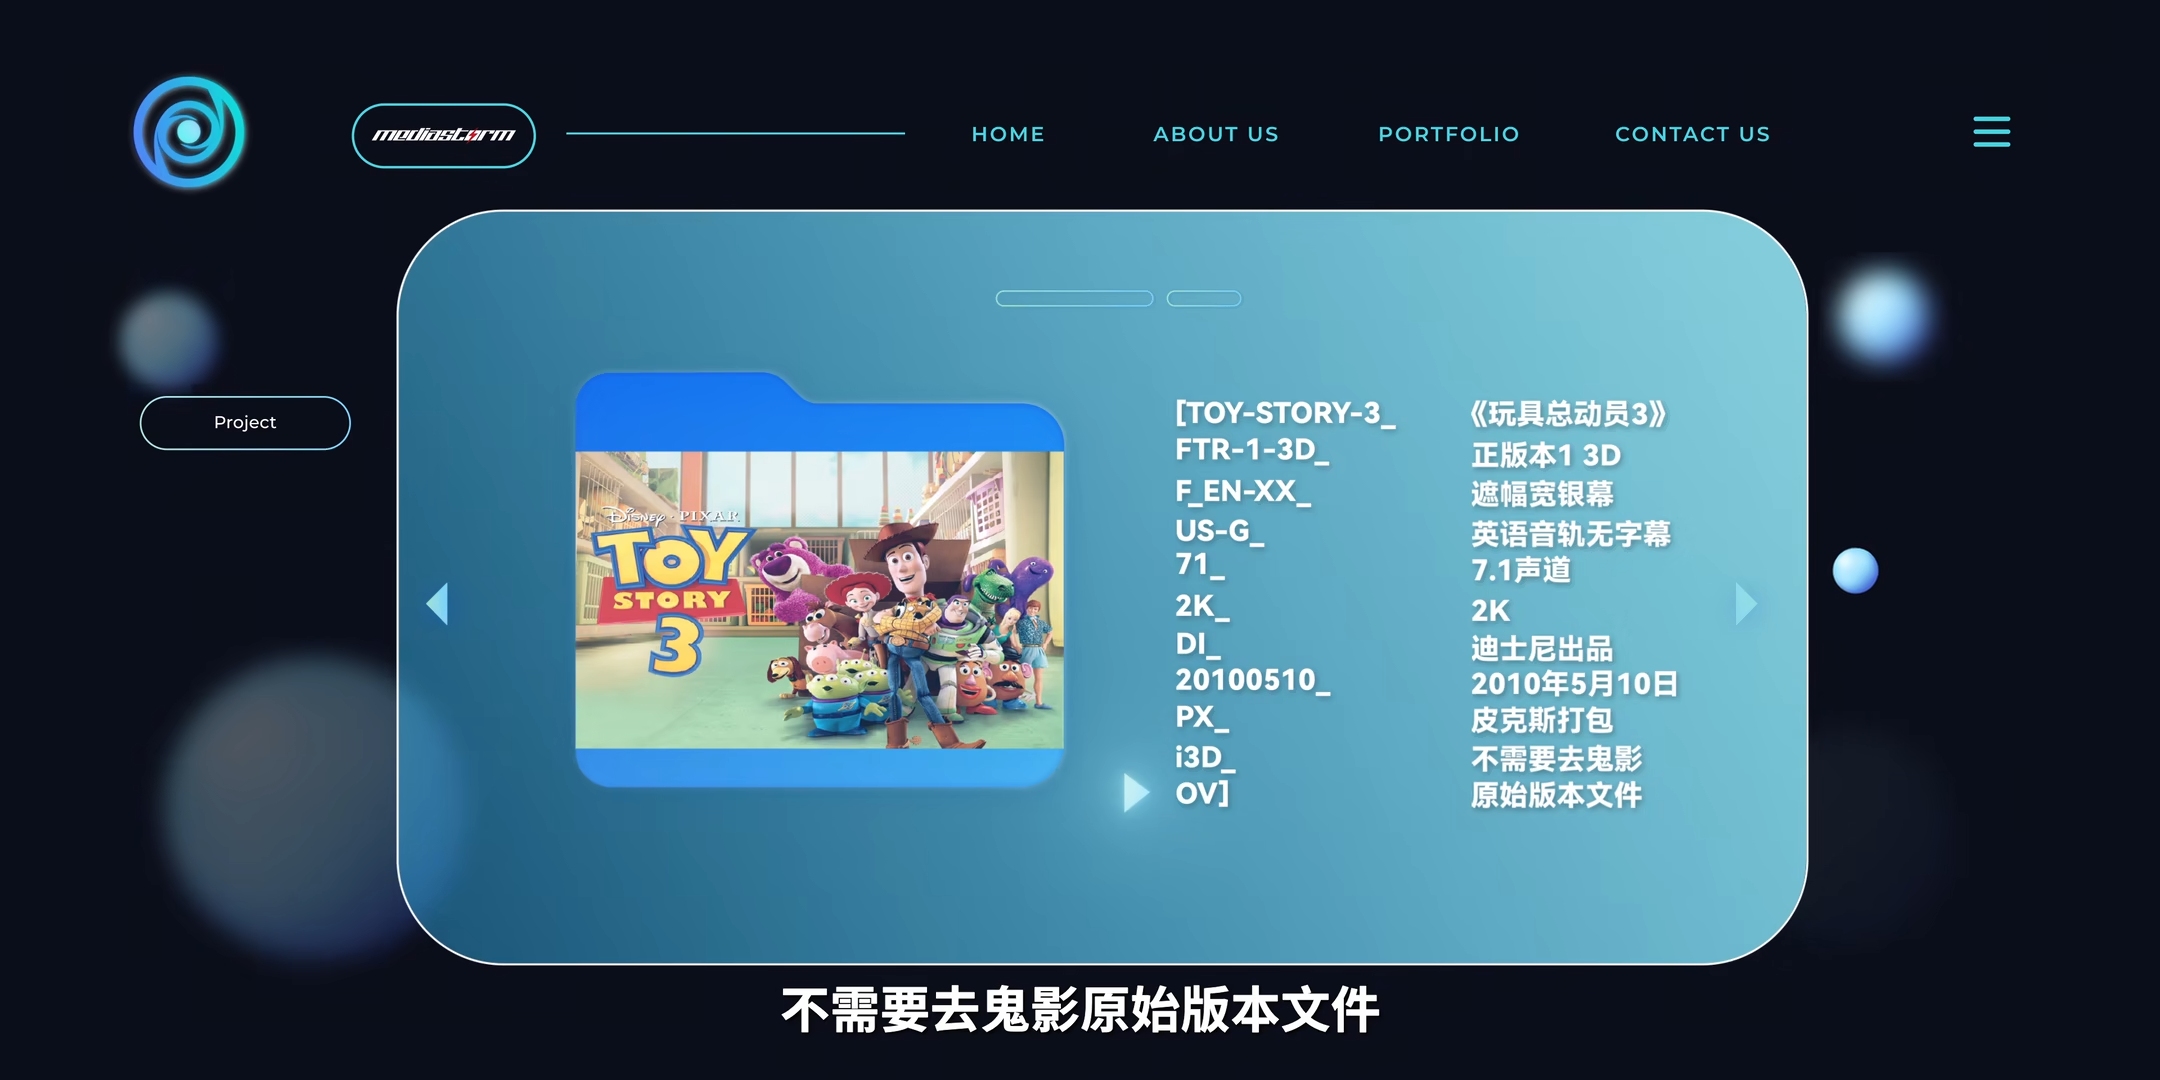 mediastorm
HOME
ABOUT US
PORTFOLIO
CONTACT US
Project
Disney · PIXAR
TOY
STORY
3
[TOY-STORY-3_
FTR-1-3D_
F_EN-XX_
US-G_
71_
2K_
DI_
20100510_
PX_
i3D_
OV]
《玩具总动员3》
正版本1 3D
遮幅宽银幕
英语音轨无字幕
7.1声道
2K
迪士尼出品
2010年5月10日
皮克斯打包
不需要去鬼影
原始版本文件
不需要去鬼影原始版本文件